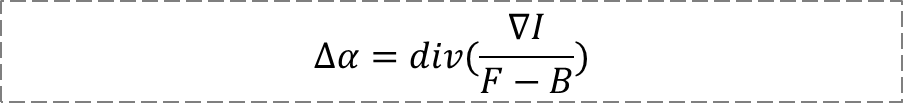 Δα = div(∇I / F − B)